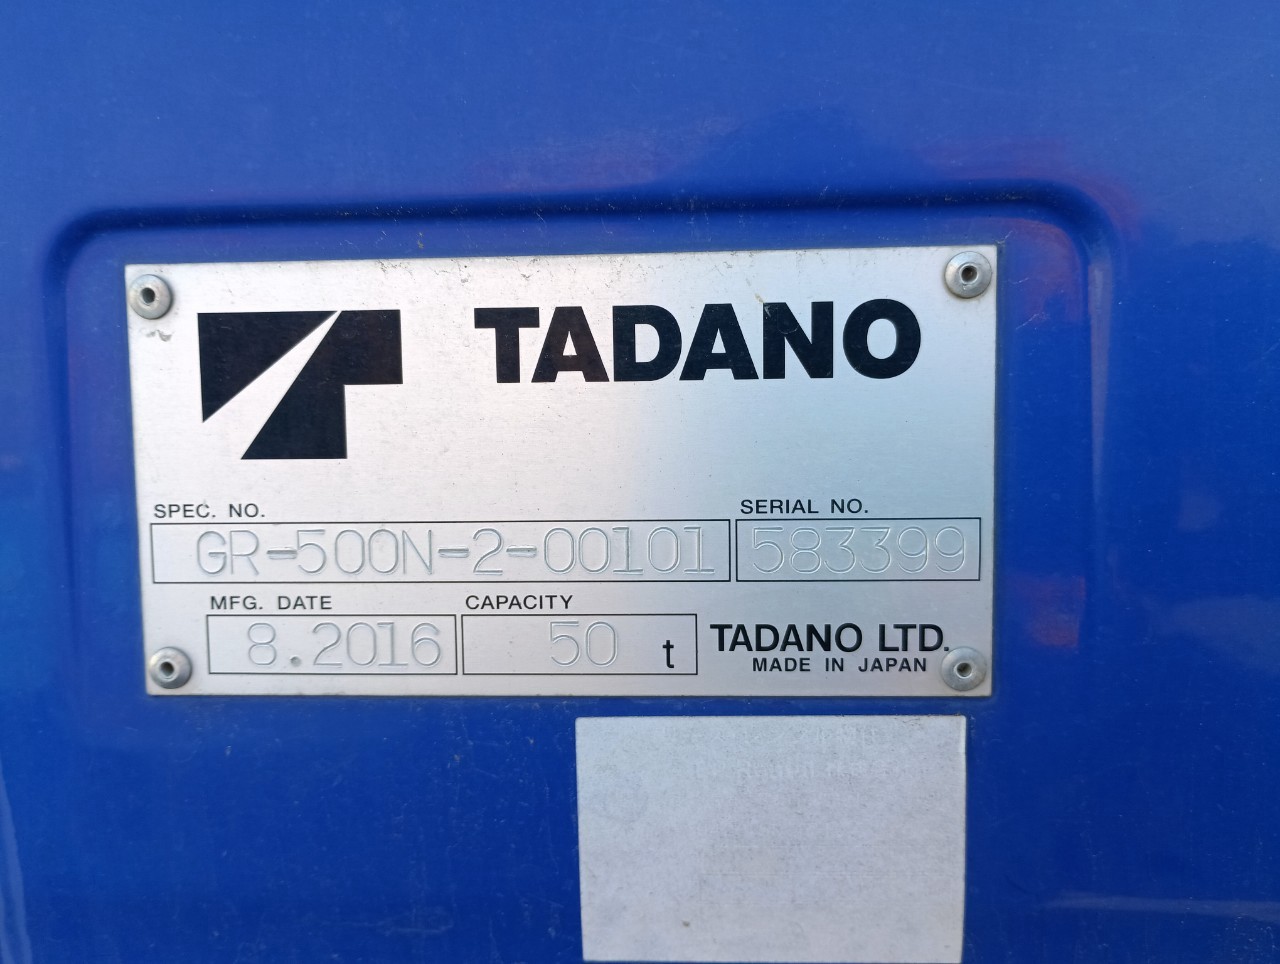 TADANO
SPEC. NO. SERIAL NO.
GR-500N-2-00101 583399
MFG. DATE CAPACITY
8.2016 50 t TADANO LTD.
MADE IN JAPAN